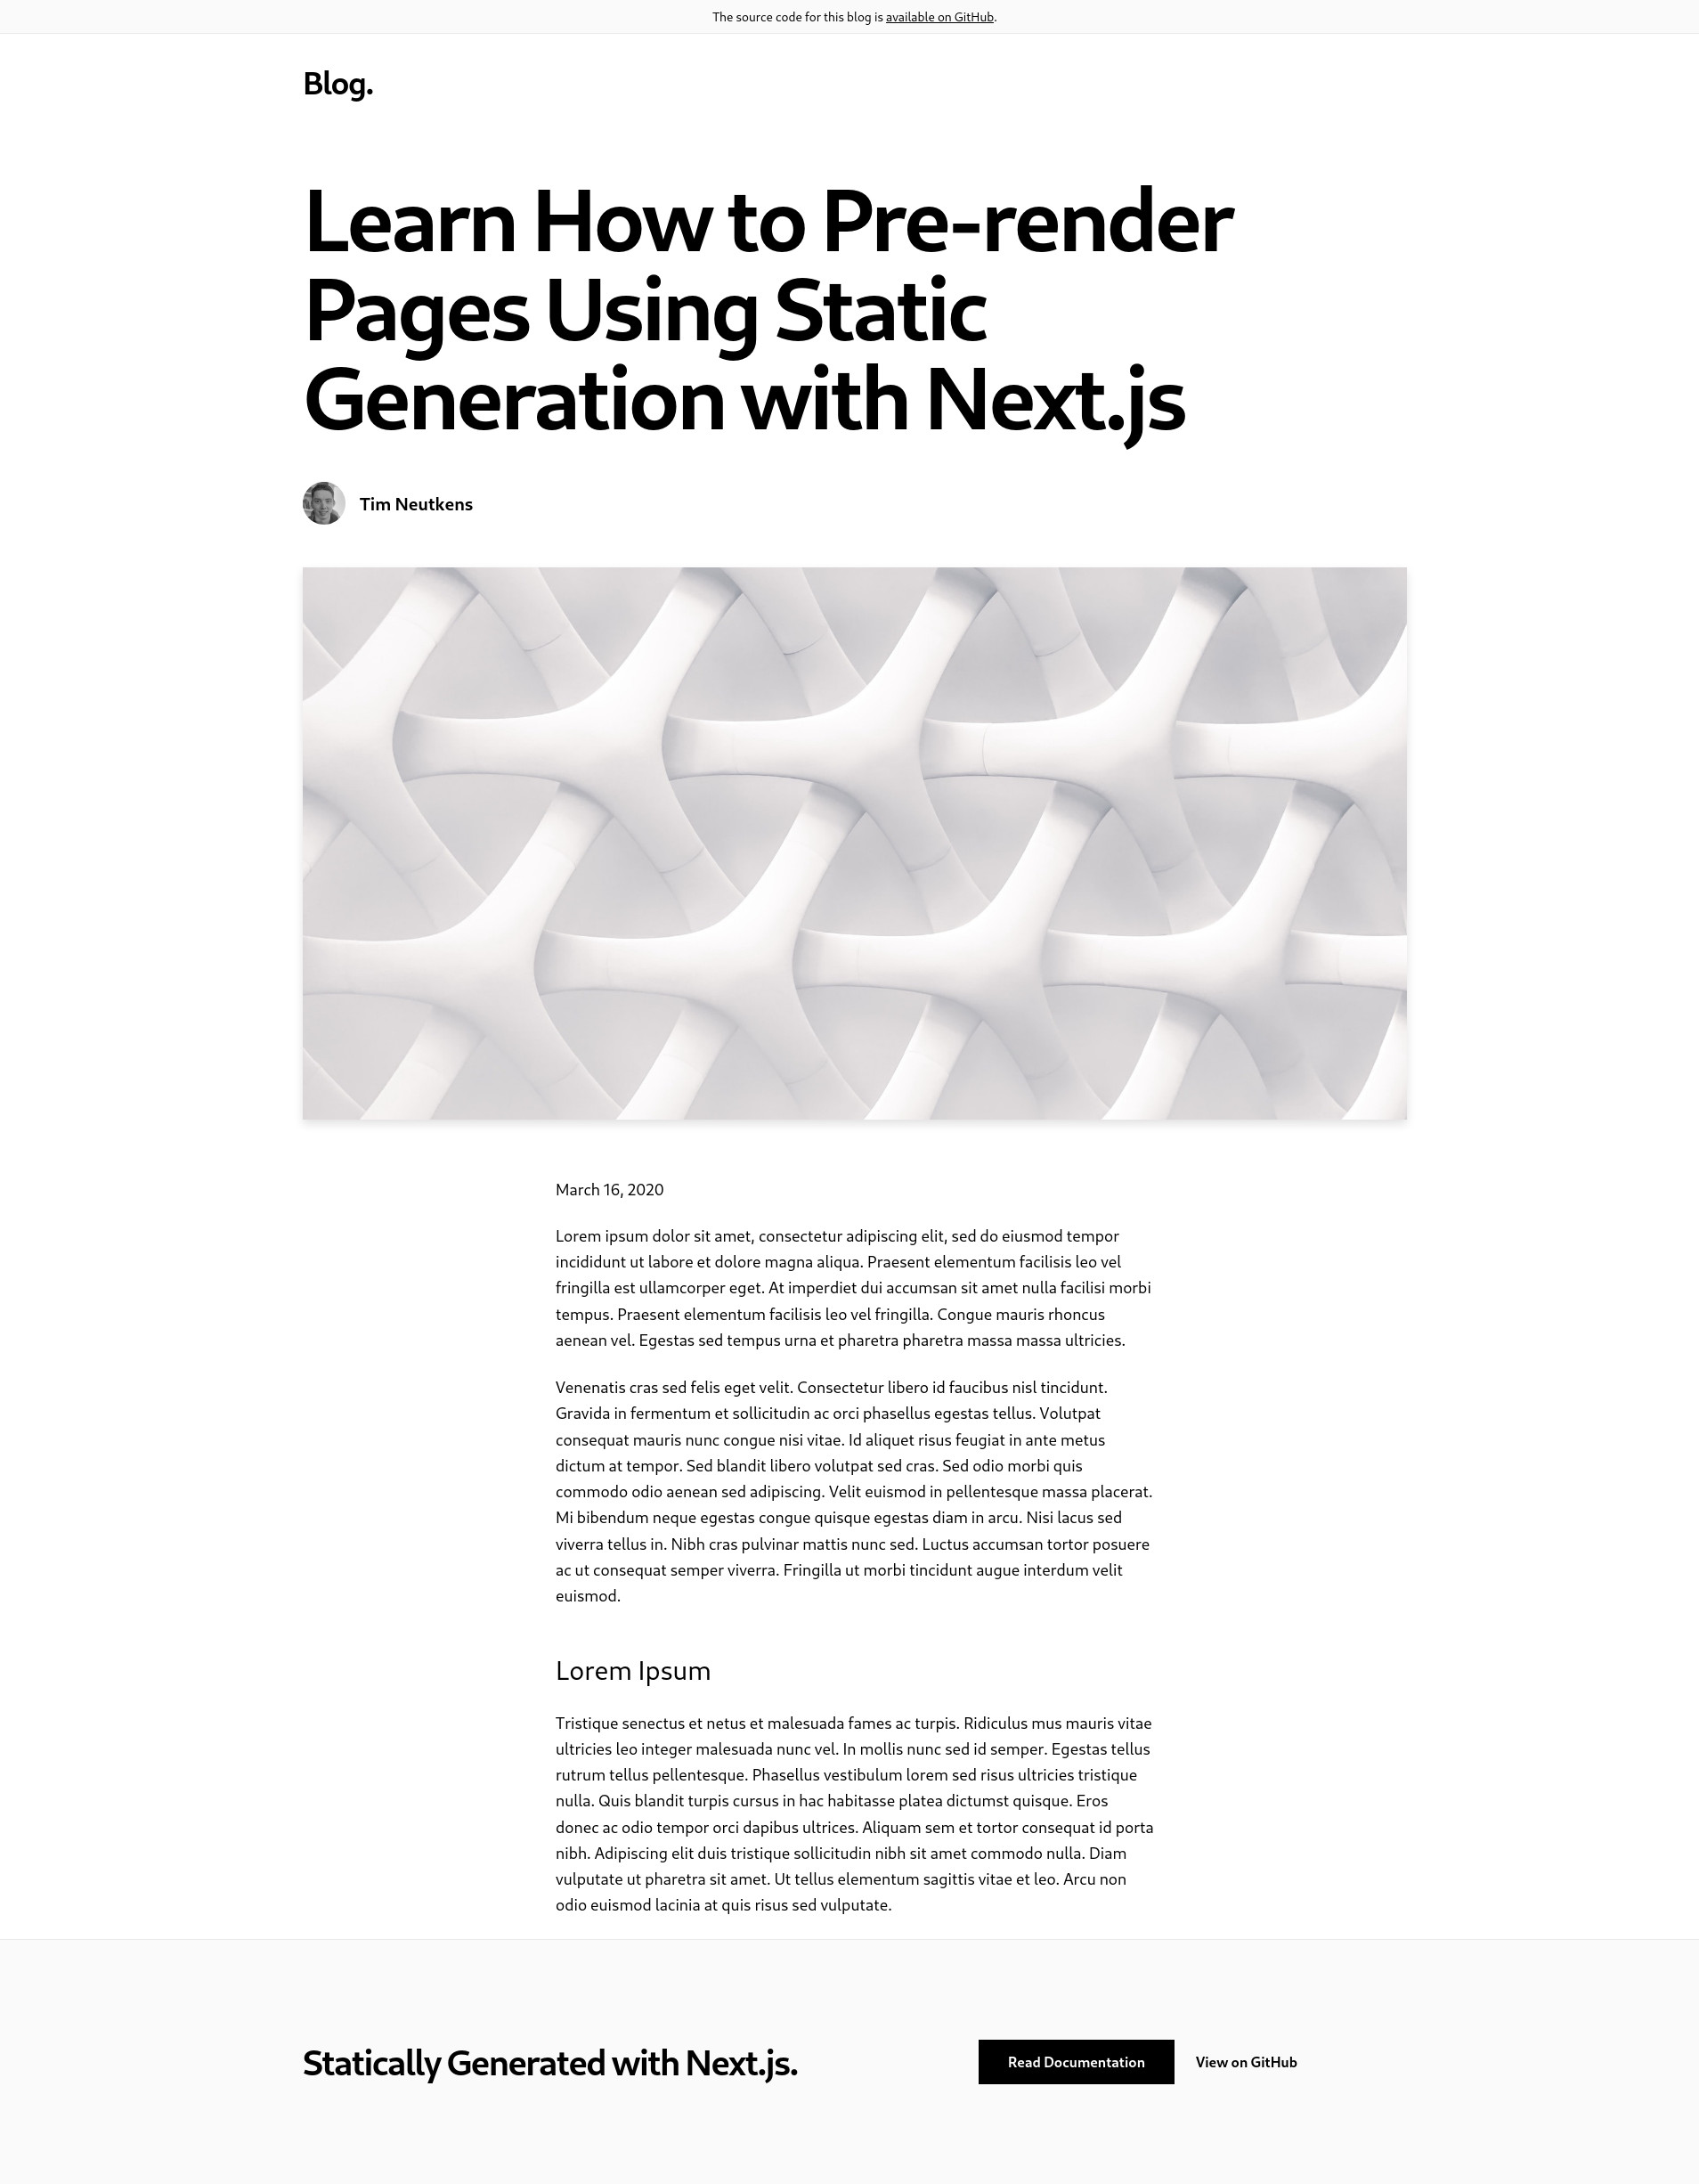 The source code for this blog is available on GitHub.
Blog.
Learn How to Pre-render
Pages Using Static
Generation with Next.js
Tim Neutkens
March 16, 2020
Lorem ipsum dolor sit amet, consectetur adipiscing elit, sed do eiusmod tempor
incididunt ut labore et dolore magna aliqua. Praesent elementum facilisis leo vel
fringilla est ullamcorper eget. At imperdiet dui accumsan sit amet nulla facilisi morbi
tempus. Praesent elementum facilisis leo vel fringilla. Congue mauris rhoncus
aenean vel. Egestas sed tempus urna et pharetra pharetra massa massa ultricies.
Venenatis cras sed felis eget velit. Consectetur libero id faucibus nisl tincidunt.
Gravida in fermentum et sollicitudin ac orci phasellus egestas tellus. Volutpat
consequat mauris nunc congue nisi vitae. Id aliquet risus feugiat in ante metus
dictum at tempor. Sed blandit libero volutpat sed cras. Sed odio morbi quis
commodo odio aenean sed adipiscing. Velit euismod in pellentesque massa placerat.
Mi bibendum neque egestas congue quisque egestas diam in arcu. Nisi lacus sed
viverra tellus in. Nibh cras pulvinar mattis nunc sed. Luctus accumsan tortor posuere
ac ut consequat semper viverra. Fringilla ut morbi tincidunt augue interdum velit
euismod.
Lorem Ipsum
Tristique senectus et netus et malesuada fames ac turpis. Ridiculus mus mauris vitae
ultricies leo integer malesuada nunc vel. In mollis nunc sed id semper. Egestas tellus
rutrum tellus pellentesque. Phasellus vestibulum lorem sed risus ultricies tristique
nulla. Quis blandit turpis cursus in hac habitasse platea dictumst quisque. Eros
donec ac odio tempor orci dapibus ultrices. Aliquam sem et tortor consequat id porta
nibh. Adipiscing elit duis tristique sollicitudin nibh sit amet commodo nulla. Diam
vulputate ut pharetra sit amet. Ut tellus elementum sagittis vitae et leo. Arcu non
odio euismod lacinia at quis risus sed vulputate.
Statically Generated with Next.js.
Read Documentation
View on GitHub